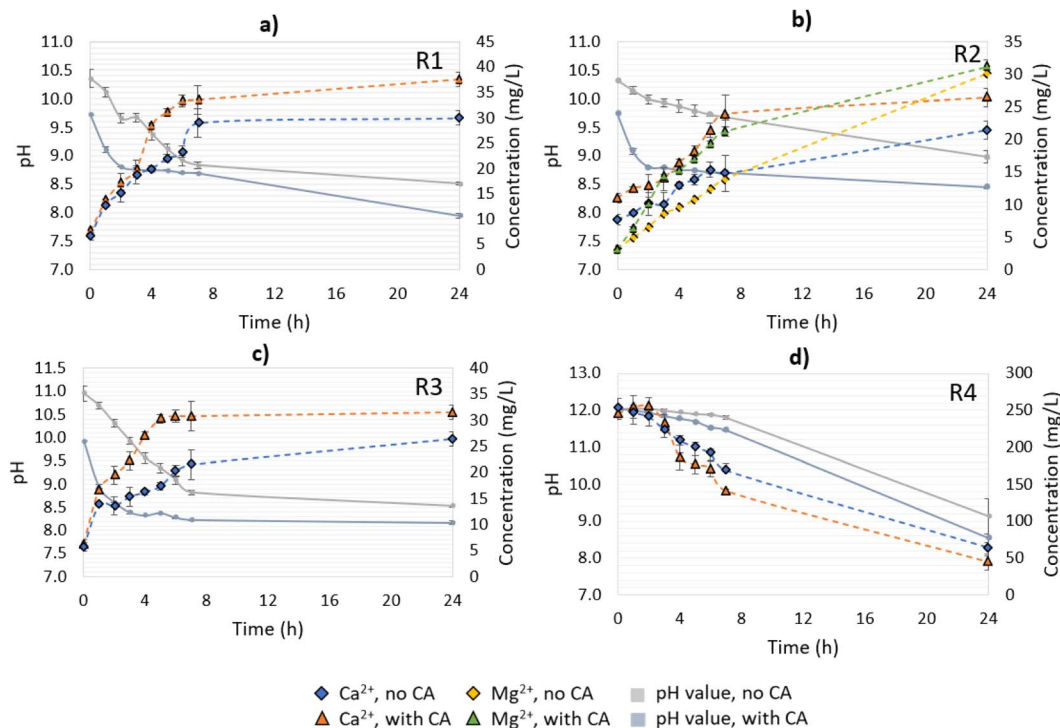 a)
R1
11.0
10.5
10.0
9.5
9.0
8.5
8.0
7.5
7.0
pH
45
40
35
30
25
20
15
10
5
0
Concentration (mg/L)
0 4 8 12 16 20 24
Time (h)
b)
R2
11.0
10.5
10.0
9.5
9.0
8.5
8.0
7.5
7.0
pH
35
30
25
20
15
10
5
0
Concentration (mg/L)
0 4 8 12 16 20 24
Time (h)
c)
R3
11.5
11.0
10.5
10.0
9.5
9.0
8.5
8.0
7.5
7.0
pH
40
35
30
25
20
15
10
5
0
Concentration (mg/L)
0 4 8 12 16 20 24
Time (h)
d)
R4
13.0
12.0
11.0
10.0
9.0
8.0
7.0
pH
300
250
200
150
100
50
0
Concentration (mg/L)
0 4 8 12 16 20 24
Time (h)
Ca²⁺, no CA Mg²⁺, no CA pH value, no CA
Ca²⁺, with CA Mg²⁺, with CA pH value, with CA